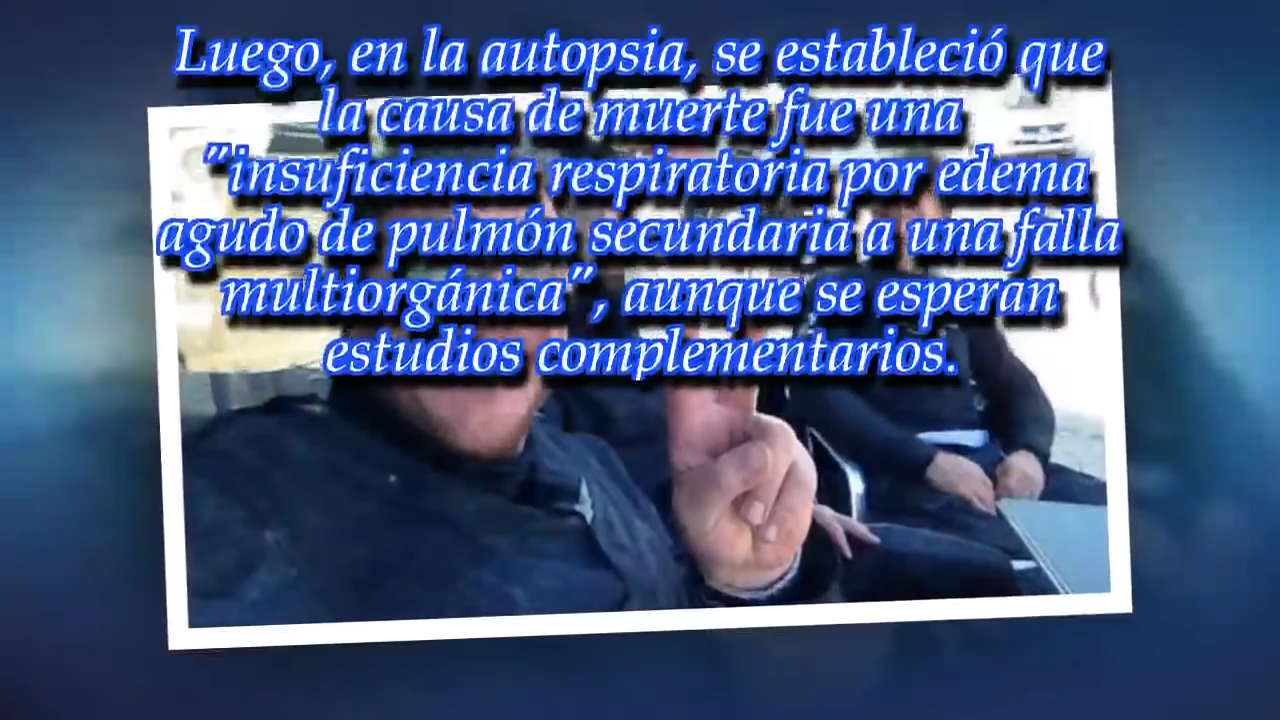 Luego, en la autopsia, se estableció que
la causa de muerte fue una
"insuficiencia respiratoria por edema
agudo de pulmón secundaria a una falla
multiorgánica", aunque se esperan
estudios complementarios.